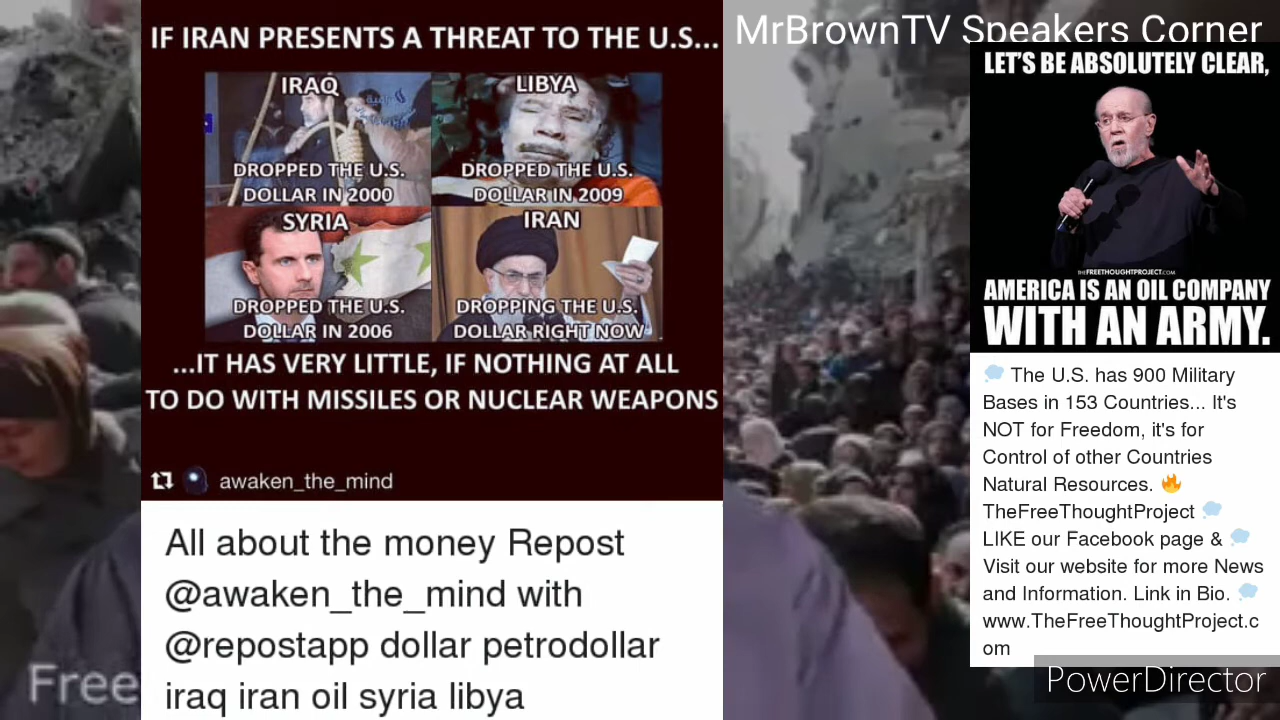 IF IRAN PRESENTS A THREAT TO THE U.S...
IRAQ
DROPPED THE U.S.
DOLLAR IN 2000
LIBYA
DROPPED THE U.S.
DOLLAR IN 2009
SYRIA
DROPPED THE U.S.
DOLLAR IN 2006
IRAN
DROPPING THE U.S.
DOLLAR RIGHT NOW
...IT HAS VERY LITTLE, IF NOTHING AT ALL
TO DO WITH MISSILES OR NUCLEAR WEAPONS
awaken_the_mind
All about the money Repost
@awaken_the_mind with
@repostapp dollar petrodollar
iraq iran oil syria libya
Free
MrBrownTV Speakers Corner
LET'S BE ABSOLUTELY CLEAR,
THEFREETHOUGHTPROJECT.COM
AMERICA IS AN OIL COMPANY
WITH AN ARMY.
💭 The U.S. has 900 Military
Bases in 153 Countries... It's
NOT for Freedom, it's for
Control of other Countries
Natural Resources. 🔥
TheFreeThoughtProject 💭
LIKE our Facebook page & 💭
Visit our website for more News
and Information. Link in Bio. 💭
www.TheFreeThoughtProject.c
om
PowerDirector